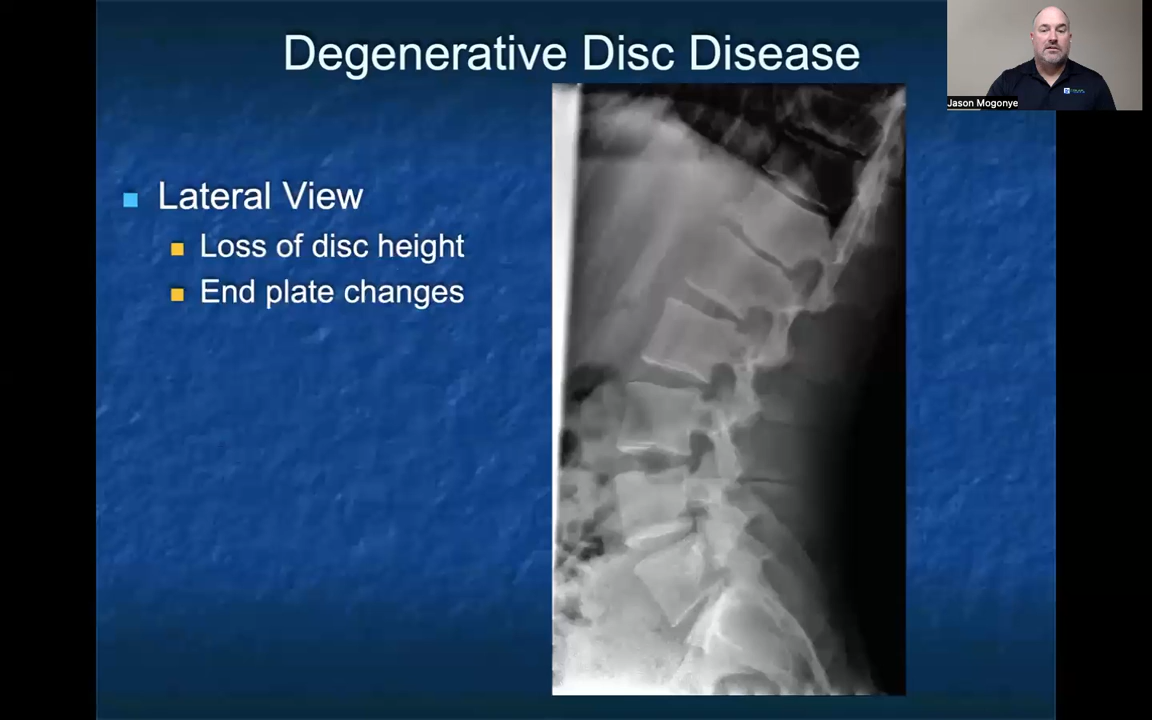 Degenerative Disc Disease
Jason Mogonye
Lateral View
Loss of disc height
End plate changes